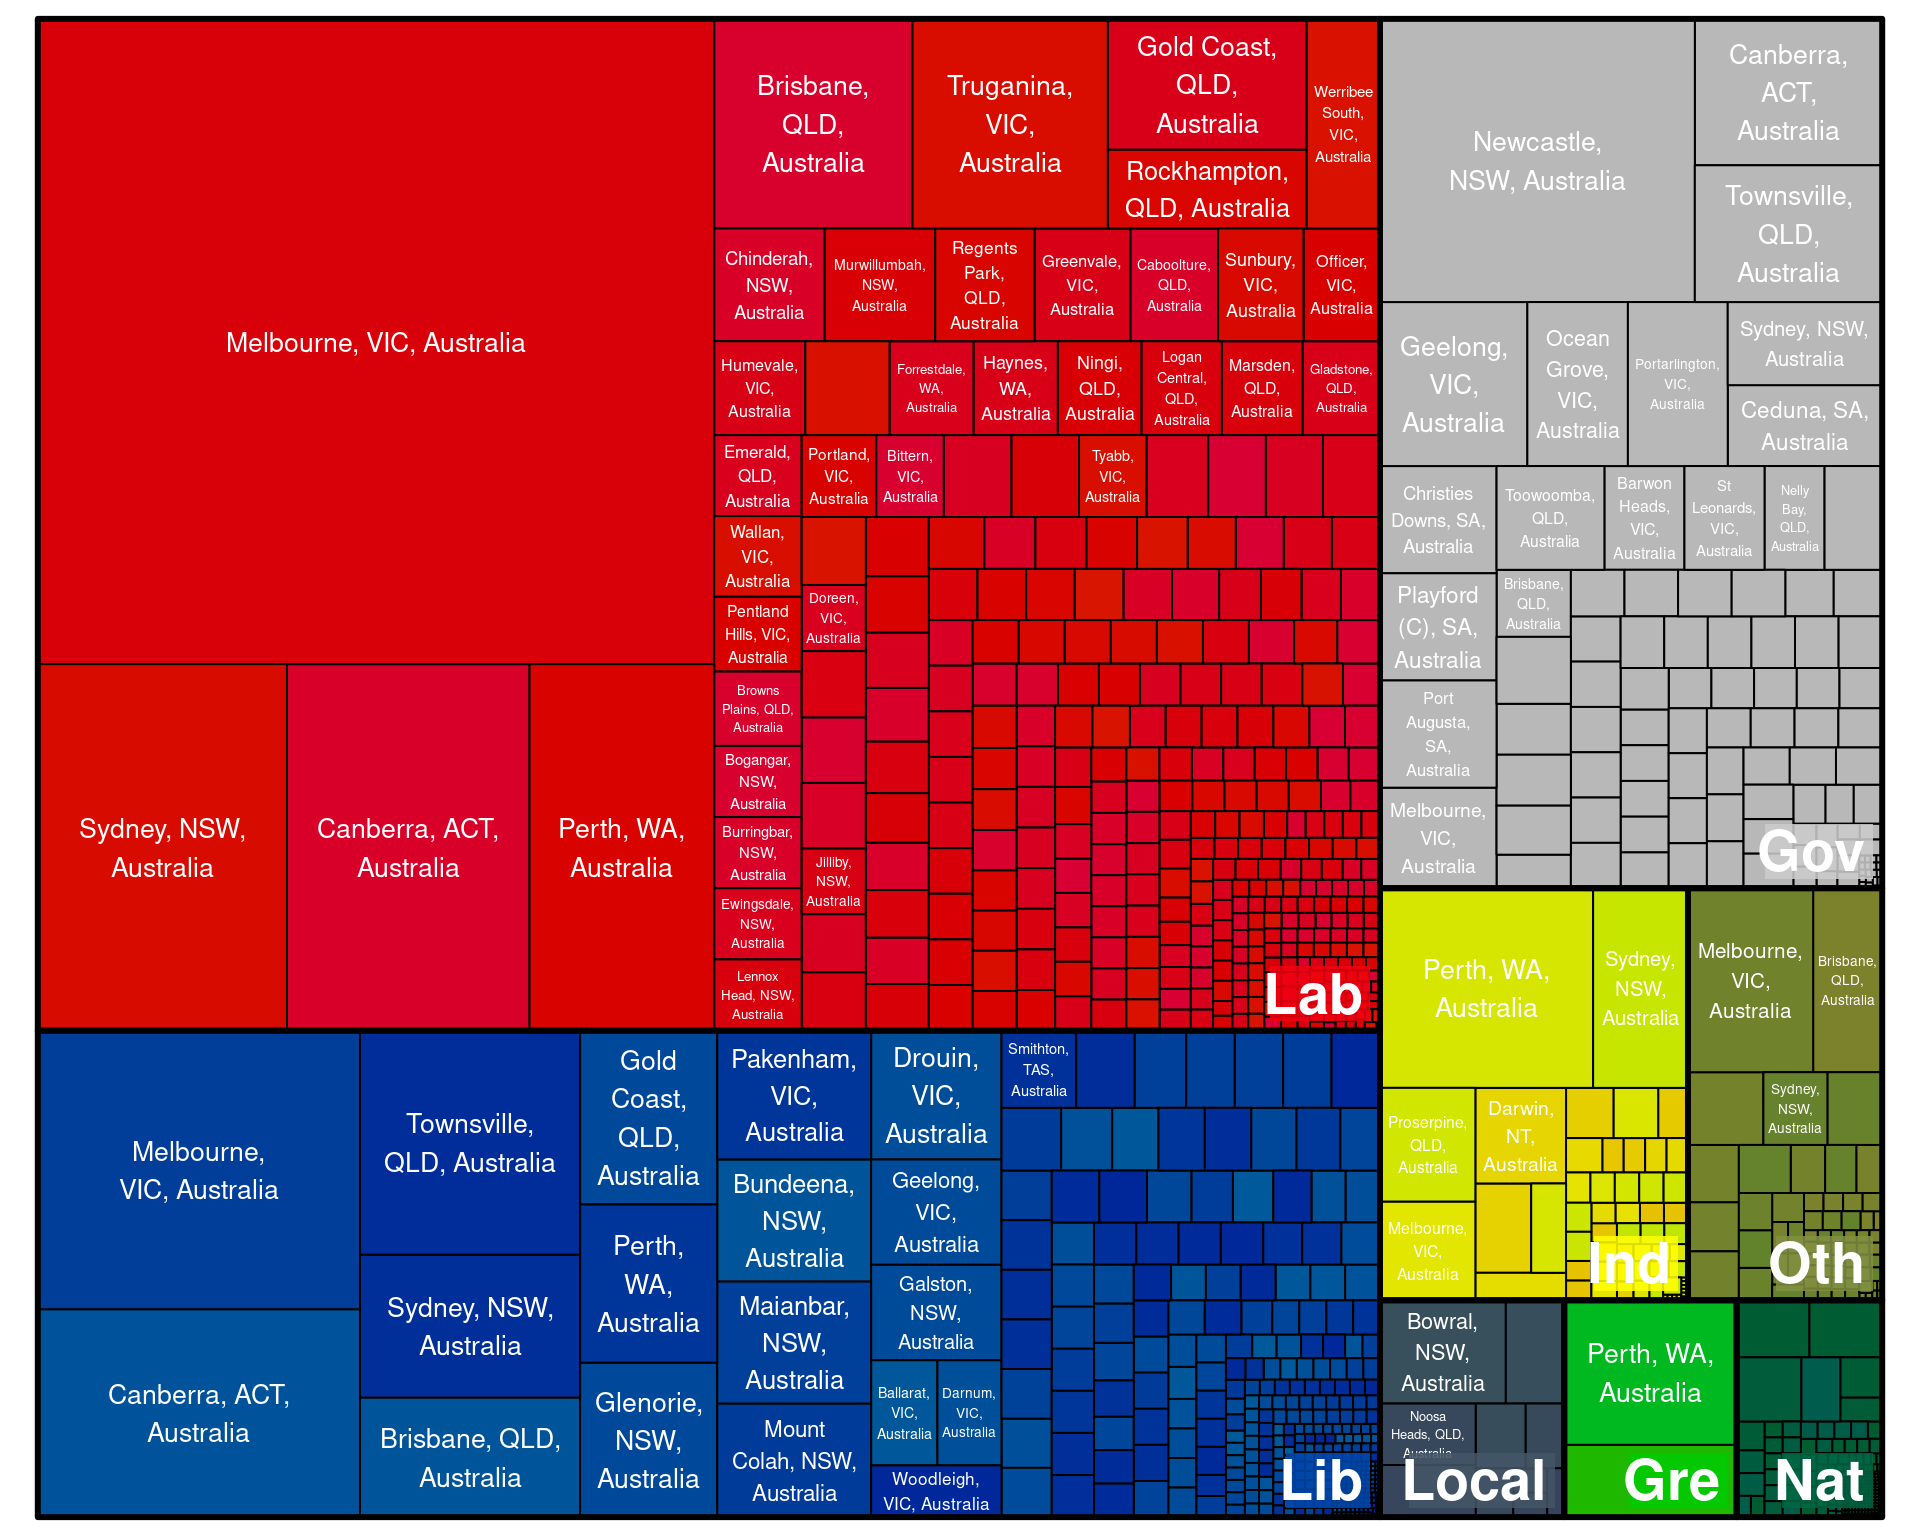 Melbourne, VIC, Australia
Sydney, NSW,
Australia
Canberra, ACT,
Australia
Perth, WA,
Australia
Brisbane,
QLD,
Australia
Truganina,
VIC,
Australia
Gold Coast,
QLD,
Australia
Rockhampton,
QLD, Australia
Werribee
South,
VIC,
Australia
Chinderah,
NSW,
Australia
Murwillumbah,
NSW,
Australia
Regents
Park,
QLD,
Australia
Greenvale,
VIC,
Australia
Caboolture,
QLD,
Australia
Sunbury,
VIC,
Australia
Officer,
VIC,
Australia
Humevale,
VIC,
Australia
Forrestdale,
WA,
Australia
Haynes,
WA,
Australia
Ningi,
QLD,
Australia
Logan
Central,
QLD,
Australia
Marsden,
QLD,
Australia
Gladstone,
QLD,
Australia
Emerald,
QLD,
Australia
Portland,
VIC,
Australia
Bittern,
VIC,
Australia
Tyabb,
VIC,
Australia
Wallan,
VIC,
Australia
Pentland
Hills, VIC,
Australia
Doreen,
VIC,
Australia
Browns
Plains, QLD,
Australia
Bogangar,
NSW,
Australia
Burringbar,
NSW,
Australia
Jilliby,
NSW,
Australia
Ewingsdale,
NSW,
Australia
Lennox
Head, NSW,
Australia
Lab
Newcastle,
NSW, Australia
Canberra,
ACT,
Australia
Townsville,
QLD,
Australia
Geelong,
VIC,
Australia
Ocean
Grove,
VIC,
Australia
Portarlington,
VIC,
Australia
Sydney, NSW,
Australia
Ceduna, SA,
Australia
Christies
Downs, SA,
Australia
Toowoomba,
QLD,
Australia
Barwon
Heads,
VIC,
Australia
St
Leonards,
VIC,
Australia
Nelly
Bay,
QLD,
Australia
Playford
(C), SA,
Australia
Brisbane,
QLD,
Australia
Port
Augusta,
SA,
Australia
Melbourne,
VIC,
Australia
Gov
Melbourne,
VIC, Australia
Canberra, ACT,
Australia
Townsville,
QLD, Australia
Sydney, NSW,
Australia
Brisbane, QLD,
Australia
Gold
Coast,
QLD,
Australia
Perth,
WA,
Australia
Glenorie,
NSW,
Australia
Pakenham,
VIC,
Australia
Bundeena,
NSW,
Australia
Maianbar,
NSW,
Australia
Mount
Colah, NSW,
Australia
Drouin,
VIC,
Australia
Geelong,
VIC,
Australia
Galston,
NSW,
Australia
Ballarat,
VIC,
Australia
Darnum,
VIC,
Australia
Woodleigh,
VIC, Australia
Smithton,
TAS,
Australia
Lib
Perth, WA,
Australia
Sydney,
NSW,
Australia
Proserpine,
QLD,
Australia
Darwin,
NT,
Australia
Melbourne,
VIC,
Australia
Ind
Melbourne,
VIC,
Australia
Brisbane,
QLD,
Australia
Sydney,
NSW,
Australia
Oth
Bowral,
NSW,
Australia
Noosa
Heads, QLD,
Australia
Local
Perth, WA,
Australia
Gre
Nat